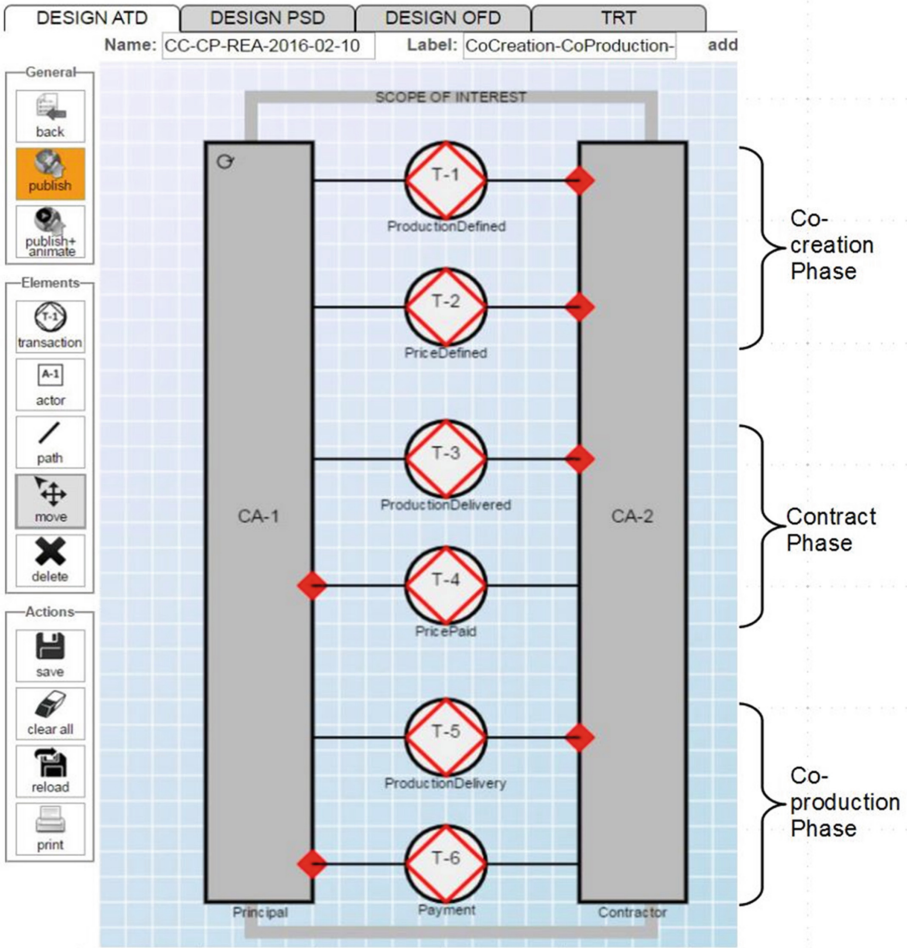 DESIGN ATD DESIGN PSD DESIGN OFD TRT
Name: CC-CP-REA-2016-02-10 Label: CoCreation-CoProduction- add
General
back
publish
publish+
animate
Elements
T-1
transaction
A-1
actor
path
move
delete
Actions
save
clear all
reload
print
SCOPE OF INTEREST
T-1
ProductionDefined
T-2
PriceDefined
T-3
ProductionDelivered
CA-1
CA-2
T-4
PricePaid
T-5
ProductionDelivery
T-6
Payment
Principal
Contractor
Co-
creation
Phase
Contract
Phase
Co-
production
Phase